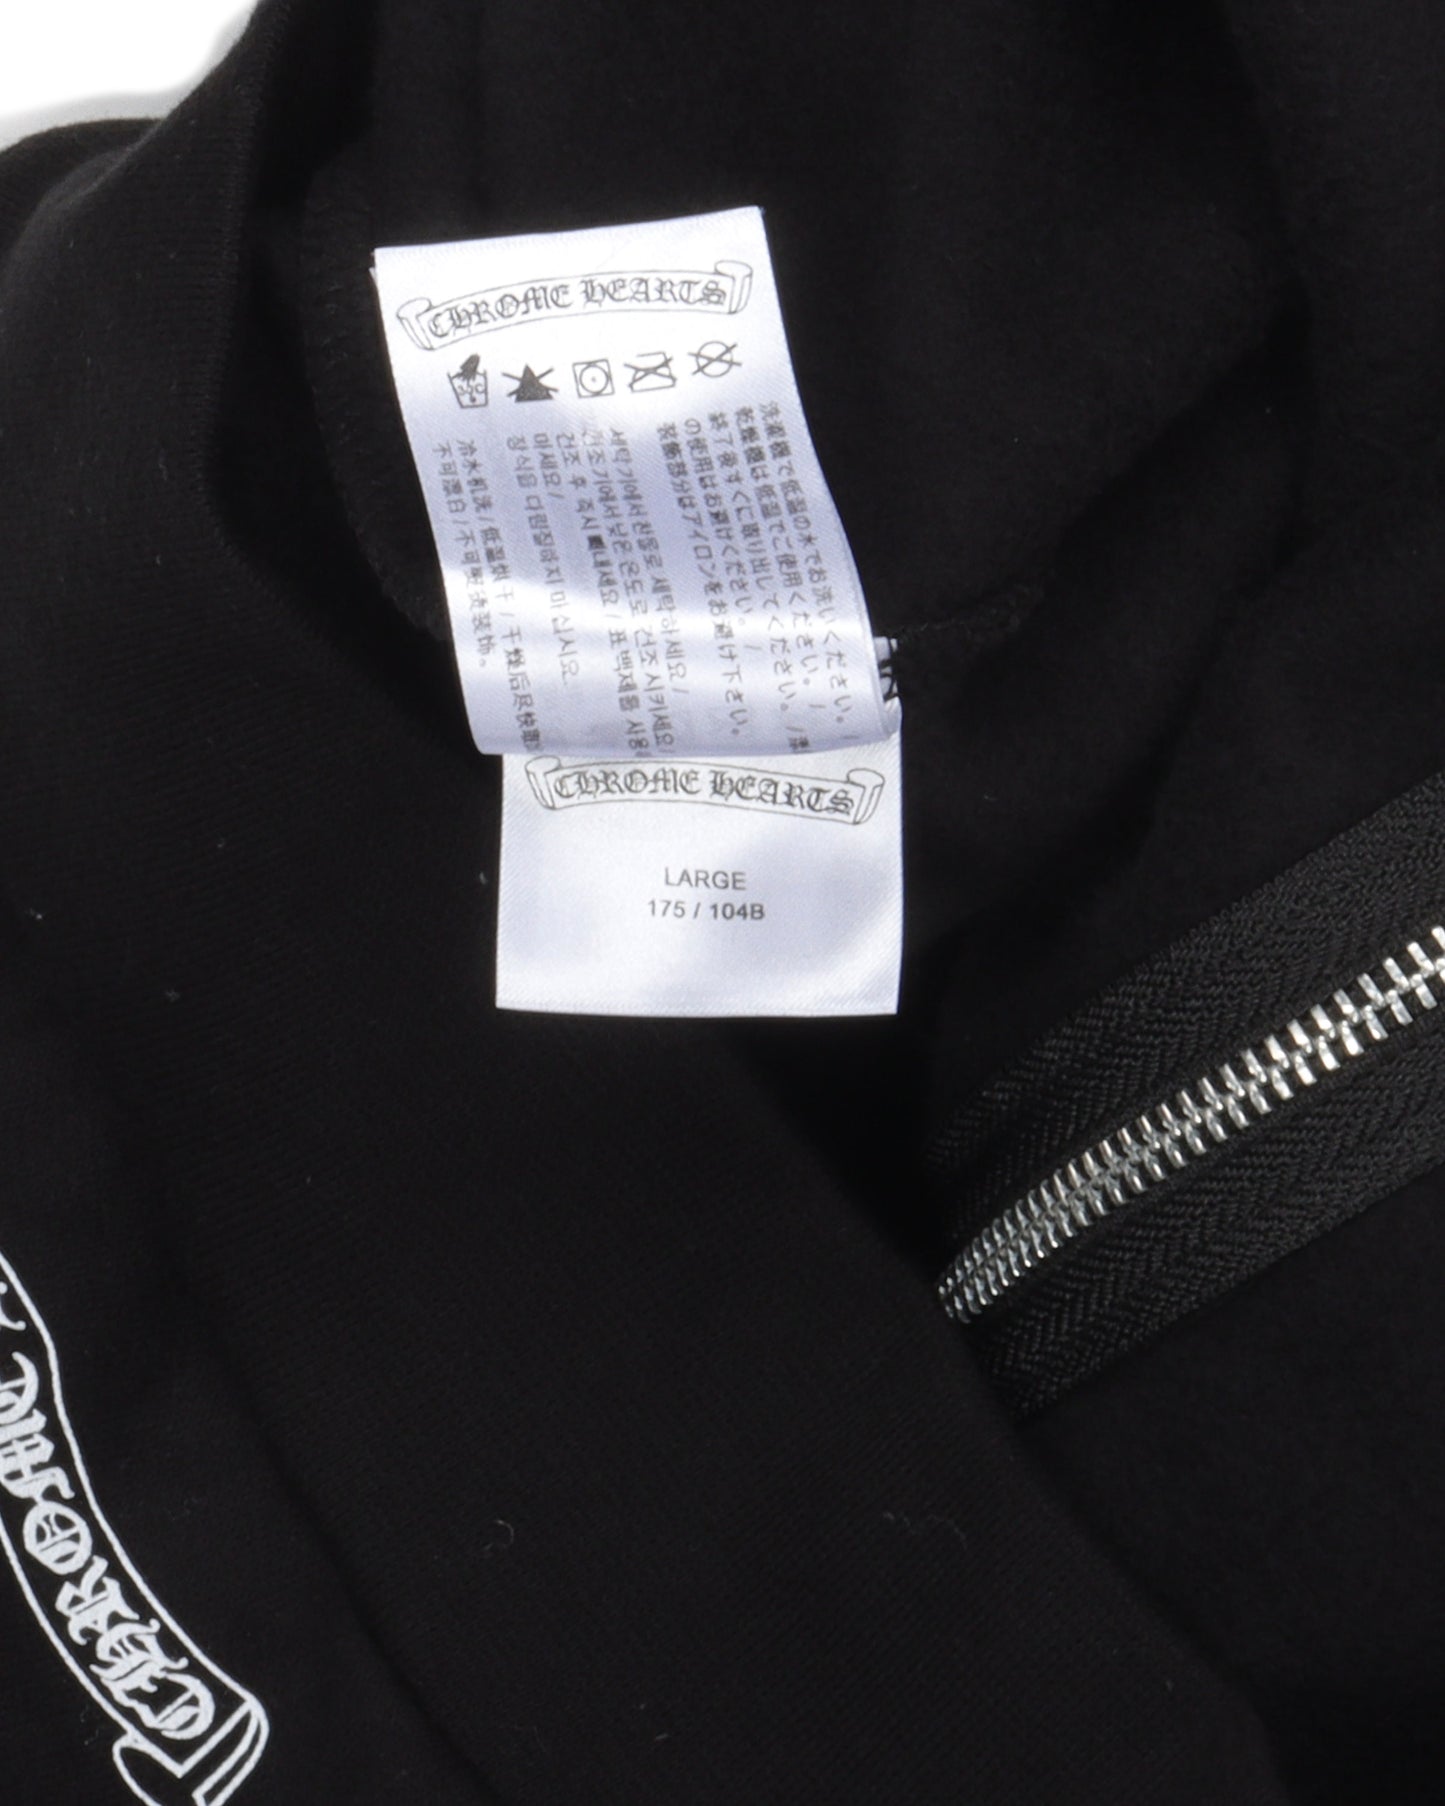 CHROME HEARTS
30C
洗濯機で低温の水でお洗いください。/
乾燥機は低温でご使用ください。/
終了後すぐに取り出してください。/
の使用はお避けください。/
装飾部分はアイロンをお避け下さい。
세탁기에서 찬물로 세탁하세요/
건조기에서 낮은 온도로 건조 시키세요/
건조 후 즉시 빼내세요/표백제를 사용
마세요/
장식을 다림질하지 마십시오
冷水机洗/低温烘干/干燥后尽快
不可漂白/不可熨烫装饰。
CHROME HEARTS
LARGE
175 / 104B
CHROME